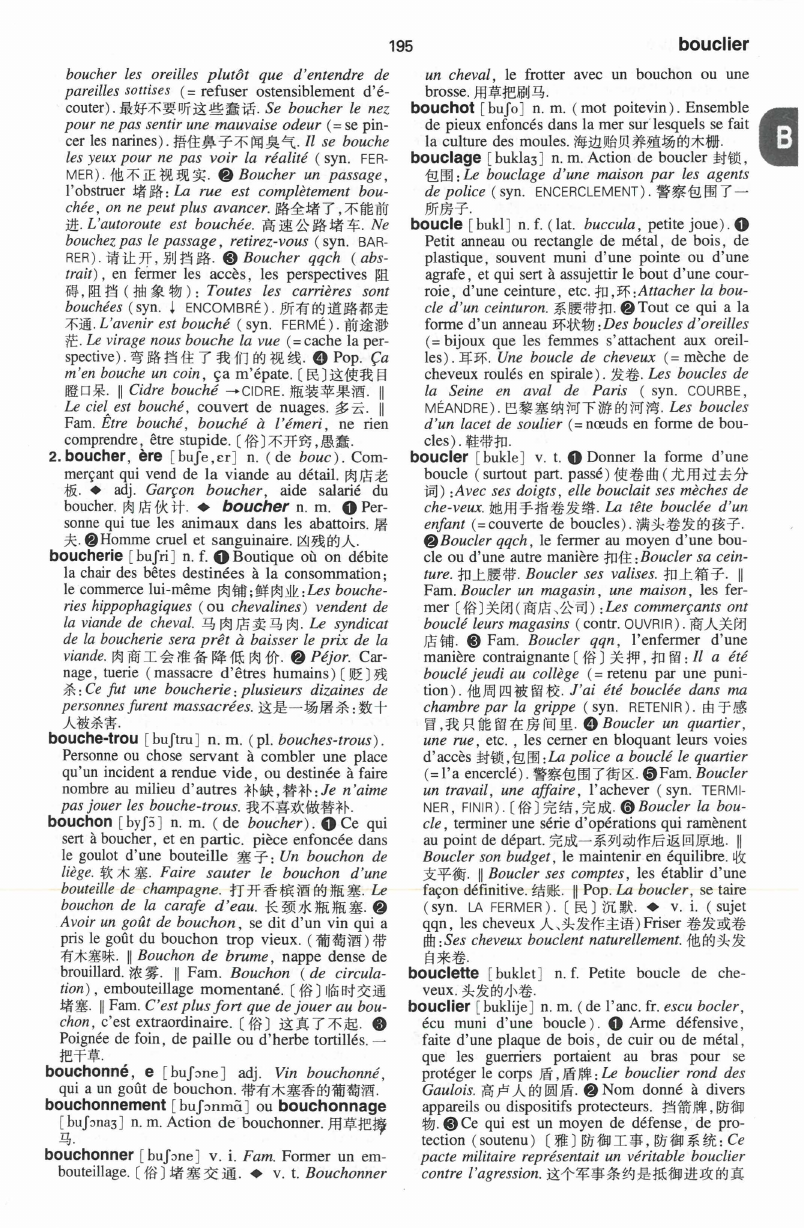 195
bouclier
boucher les oreilles plutôt que d'entendre de
pareilles sottises (= refuser ostensiblement d'é-
couter). 最好不要听这些蠢话. Se boucher le nez
pour ne pas sentir une mauvaise odeur (= se pin-
cer les narines). 捂住鼻子不闻臭气. Il se bouche
les yeux pour ne pas voir la réalité ( syn. FER-
MER). 他不正视现实. ❷ Boucher un passage,
l'obstruer 堵路: La rue est complètement bou-
chée, on ne peut plus avancer. 路全堵了,不能前
进. L'autoroute est bouchée. 高速公路堵车. Ne
bouchez pas le passage, retirez-vous ( syn. BAR-
RER). 请让开, 别挡路. ❸ Boucher qqch ( abs-
trait), en fermer les accès, les perspectives 阻
碍,阻挡 ( 抽象物 ): Toutes les carrières sont
bouchées (syn. ↓ ENCOMBRÉ). 所有的道路都走
不通. L'avenir est bouché ( syn. FERMÉ). 前途渺
茫. Le virage nous bouche la vue (= cache la per-
spective). 弯路挡住了我们的视线. ❹ Pop. Ça
m'en bouche un coin, ça m'épate.〔民〕这使我目
瞪口呆. ‖ Cidre bouché →CIDRE. 瓶装苹果酒. ‖
Le ciel est bouché, couvert de nuages. 多云. ‖
Fam. Être bouché, bouché à l'émeri, ne rien
comprendre, être stupide.〔俗〕不开窍,愚蠢.
2. boucher, ère [buʃe,ɛr] n. ( de bouc). Com-
merçant qui vend de la viande au détail. 肉店老
板. ◆ adj. Garçon boucher, aide salarié du
boucher. 肉店伙计. ◆ boucher n. m. ❶ Per-
sonne qui tue les animaux dans les abattoirs. 屠
夫. ❷ Homme cruel et sanguinaire. 凶残的人.
boucherie [buʃri] n. f. ❶ Boutique où on débite
la chair des bêtes destinées à la consommation;
le commerce lui-même 肉铺;鲜肉业: Les bouche-
ries hippophagiques ( ou chevalines) vendent de
la viande de cheval. 马肉店卖马肉. Le syndicat
de la boucherie sera prêt à baisser le prix de la
viande. 肉商工会准备降低肉价. ❷ Péjor. Car-
nage, tuerie ( massacre d'êtres humains)〔贬〕残
杀: Ce fut une boucherie: plusieurs dizaines de
personnes furent massacrées. 这是一场屠杀:数十
人被杀害.
bouche-trou [buʃtru] n. m. ( pl. bouches-trous).
Personne ou chose servant à combler une place
qu'un incident a rendue vide, ou destinée à faire
nombre au milieu d'autres 补缺,替补: Je n'aime
pas jouer les bouche-trous. 我不喜欢做替补.
bouchon [byʃɔ̃] n. m. ( de boucher). ❶ Ce qui
sert à boucher, et en partic. pièce enfoncée dans
le goulot d'une bouteille 塞子: Un bouchon de
liège. 软木塞. Faire sauter le bouchon d'une
bouteille de champagne. 打开香槟酒的瓶塞. Le
bouchon de la carafe d'eau. 长颈水瓶瓶塞. ❷
Avoir un goût de bouchon, se dit d'un vin qui a
pris le goût du bouchon trop vieux. (葡萄酒)带
有木塞味. ‖ Bouchon de brume, nappe dense de
brouillard. 浓雾. ‖ Fam. Bouchon ( de circula-
tion), embouteillage momentané.〔俗〕临时交通
堵塞. ‖ Fam. C'est plus fort que de jouer au bou-
chon, c'est extraordinaire.〔俗〕这真了不起. ❸
Poignée de foin, de paille ou d'herbe tortillés. 一
把干草.
bouchonné, e [buʃɔne] adj. Vin bouchonné,
qui a un goût de bouchon. 带有木塞香的葡萄酒.
bouchonnement [buʃɔnmɑ̃] ou bouchonnage
[buʃɔnaʒ] n. m. Action de bouchonner. 用草把擦
马.
bouchonner [buʃɔne] v. i. Fam. Former un em-
bouteillage.〔俗〕堵塞交通. ◆ v. t. Bouchonner
un cheval, le frotter avec un bouchon ou une
brosse. 用草把刷马.
bouchot [buʃo] n. m. ( mot poitevin). Ensemble
de pieux enfoncés dans la mer sur lesquels se fait
la culture des moules. 海边贻贝养殖场的木栅.
B
bouclage [buklaʒ] n. m. Action de boucler 封锁,
包围: Le bouclage d'une maison par les agents
de police ( syn. ENCERCLEMENT). 警察包围了一
所房子.
boucle [bukl] n. f. ( lat. buccula, petite joue). ❶
Petit anneau ou rectangle de métal, de bois, de
plastique, souvent muni d'une pointe ou d'une
agrafe, et qui sert à assujettir le bout d'une cour-
roie, d'une ceinture, etc. 扣,环: Attacher la bou-
cle d'un ceinturon. 系腰带扣. ❷ Tout ce qui a la
forme d'un anneau 环状物: Des boucles d'oreilles
(= bijoux que les femmes s'attachent aux oreil-
les). 耳环. Une boucle de cheveux (= mèche de
cheveux roulés en spirale). 发卷. Les boucles de
la Seine en aval de Paris ( syn. COURBE,
MÉANDRE). 巴黎塞纳河下游的河湾. Les boucles
d'un lacet de soulier (= nœuds en forme de bou-
cles). 鞋带扣.
boucler [bukle] v. t. ❶ Donner la forme d'une
boucle ( surtout part. passé) 使卷曲(尤用过去分
词): Avec ses doigts, elle bouclait ses mèches de
che-veux. 她用手指卷发绺. La tête bouclée d'un
enfant (= couverte de boucles). 满头卷发的孩子.
❷ Boucler qqch, le fermer au moyen d'une bou-
cle ou d'une autre manière 扣住: Boucler sa cein-
ture. 扣上腰带. Boucler ses valises. 扣上箱子. ‖
Fam. Boucler un magasin, une maison, les fer-
mer〔俗〕关闭(商店、公司): Les commerçants ont
bouclé leurs magasins ( contr. OUVRIR). 商人关闭
店铺. ❸ Fam. Boucler qqn, l'enfermer d'une
manière contraignante〔俗〕关押,扣留: Il a été
bouclé jeudi au collège (= retenu par une puni-
tion). 他周四被留校. J'ai été bouclée dans ma
chambre par la grippe ( syn. RETENIR). 由于感
冒,我只能留在房间里. ❹ Boucler un quartier,
une rue, etc. , les cerner en bloquant leurs voies
d'accès 封锁,包围: La police a bouclé le quartier
(= l'a encerclé). 警察包围了街区. ❺ Fam. Boucler
un travail, une affaire, l'achever ( syn. TERMI-
NER, FINIR).〔俗〕完结,完成. ❻ Boucler la bou-
cle, terminer une série d'opérations qui ramènent
au point de départ. 完成一系列动作后返回原地. ‖
Boucler son budget, le maintenir en équilibre. 收
支平衡. ‖ Boucler ses comptes, les établir d'une
façon définitive. 结账. ‖ Pop. La boucler, se taire
(syn. LA FERMER).〔民〕沉默. ◆ v. i. ( sujet
qqn, les cheveux 人、头发作主语) Friser 卷发或卷
曲: Ses cheveux bouclent naturellement. 他的头发
自来卷.
bouclette [buklɛt] n. f. Petite boucle de che-
veux. 头发的小卷.
bouclier [buklije] n. m. ( de l'anc. fr. escu bocler,
écu muni d'une boucle). ❶ Arme défensive,
faite d'une plaque de bois, de cuir ou de métal,
que les guerriers portaient au bras pour se
protéger le corps 盾,盾牌: Le bouclier rond des
Gaulois. 高卢人的圆盾. ❷ Nom donné à divers
appareils ou dispositifs protecteurs. 挡箭牌,防御
物. ❸ Ce qui est un moyen de défense, de pro-
tection (soutenu)〔雅〕防御工事,防御系统: Ce
pacte militaire représentait un véritable bouclier
contre l'agression. 这个军事条约是抵御进攻的真